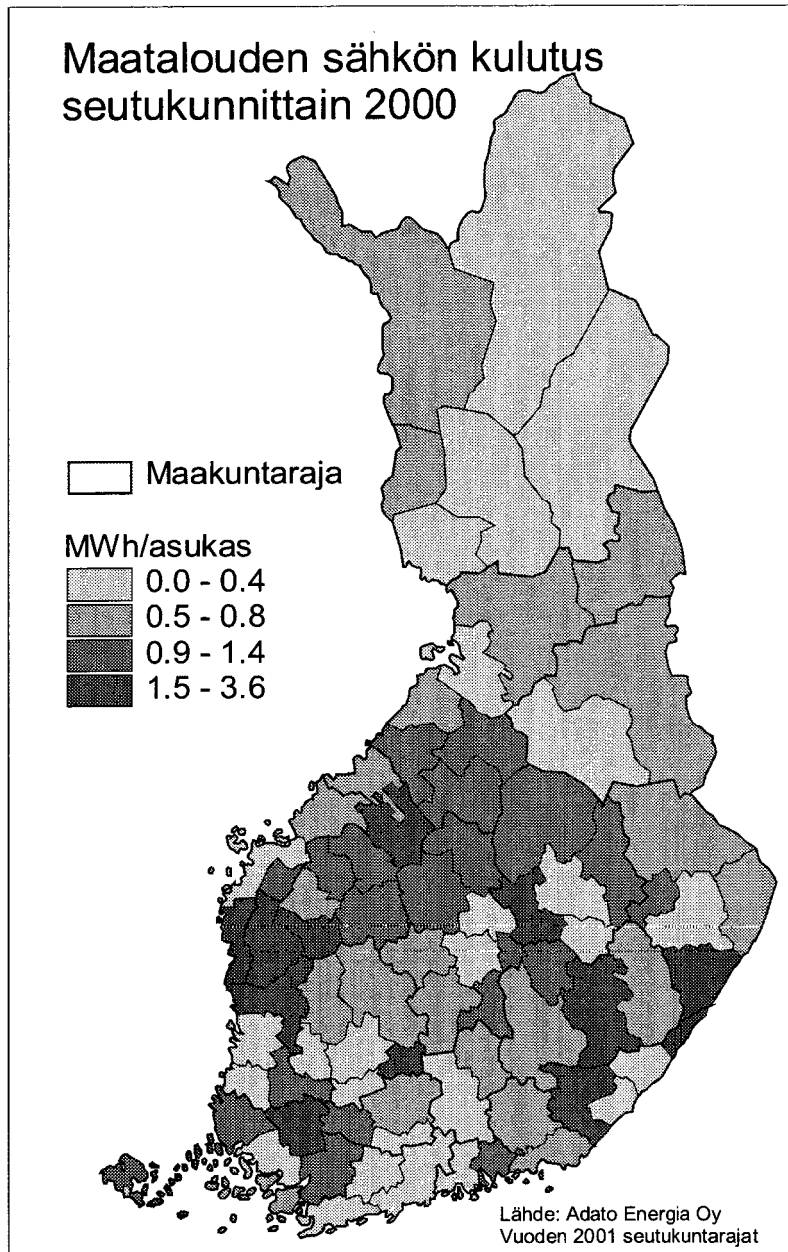 Maatalouden sähkön kulutus
seutukunnittain 2000
Maakuntaraja
MWh/asukas
0.0 - 0.4
0.5 - 0.8
0.9 - 1.4
1.5 - 3.6
Lähde: Adato Energia Oy
Vuoden 2001 seutukuntarajat